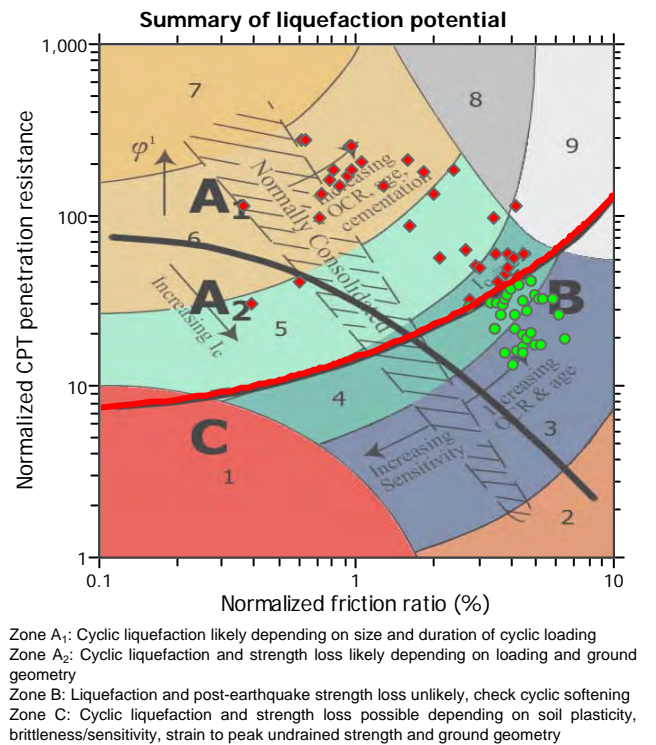 Summary of liquefaction potential
Normalized CPT penetration resistance
1,000
100
10
1
7
8
9
φ¹
A₁
Normally Consolidated
Increasing
OCR, age,
cementation
6
A₂
Increasing Ic
5
B
4
Increasing
OCR & age
C
Increasing
Sensitivity
3
1
2
0.1
1
10
Normalized friction ratio (%)
Zone A₁: Cyclic liquefaction likely depending on size and duration of cyclic loading
Zone A₂: Cyclic liquefaction and strength loss likely depending on loading and ground
geometry
Zone B: Liquefaction and post-earthquake strength loss unlikely, check cyclic softening
Zone C: Cyclic liquefaction and strength loss possible depending on soil plasticity,
brittleness/sensitivity, strain to peak undrained strength and ground geometry